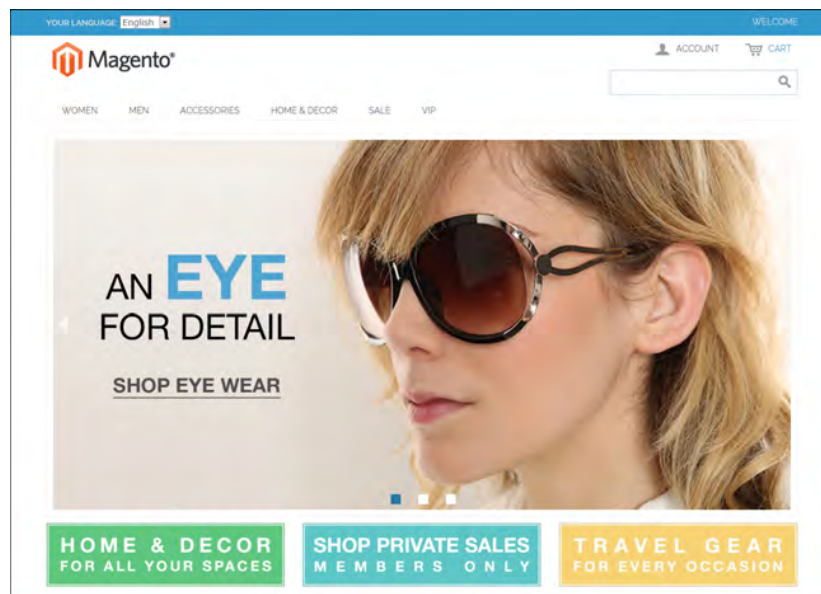 YOUR LANGUAGE: English WELCOME
Magento®
ACCOUNT CART
WOMEN MEN ACCESSORIES HOME & DECOR SALE VIP
AN EYE
FOR DETAIL
SHOP EYE WEAR
HOME & DECOR
FOR ALL YOUR SPACES
SHOP PRIVATE SALES
MEMBERS ONLY
TRAVEL GEAR
FOR EVERY OCCASION